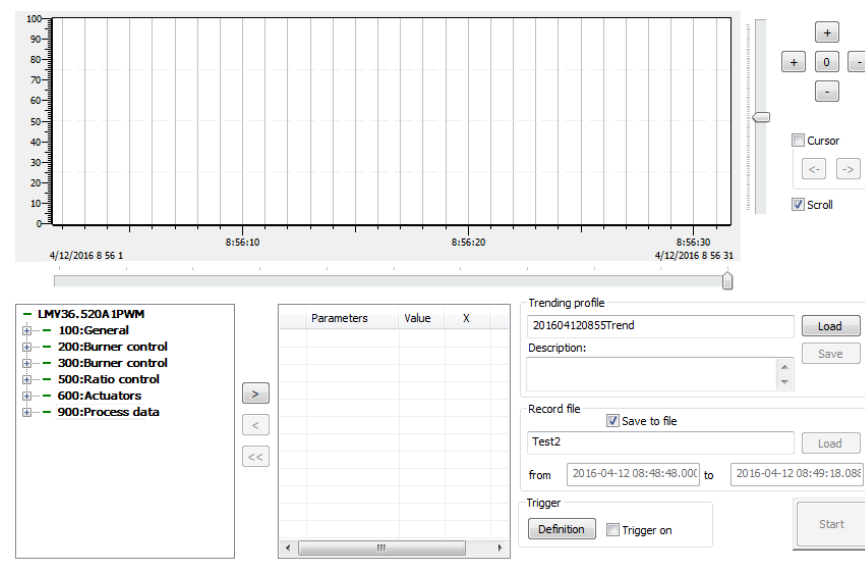 100
90
80
70
60
50
40
30
20
10
0
8:56:10 8:56:20 8:56:30
4/12/2016 8 56 1 4/12/2016 8 56 31
+
+ 0 -
-
Cursor
<- ->
Scroll
LMV36.520A1PWM
100:General
200:Burner control
300:Burner control
500:Ratio control
600:Actuators
900:Process data
>
<
<<
Parameters Value X
Trending profile
201604120855Trend Load
Description: Save
Record file
Save to file
Test2 Load
from 2016-04-12 08:48:48.000 to 2016-04-12 08:49:18.088
Trigger
Definition Trigger on
Start